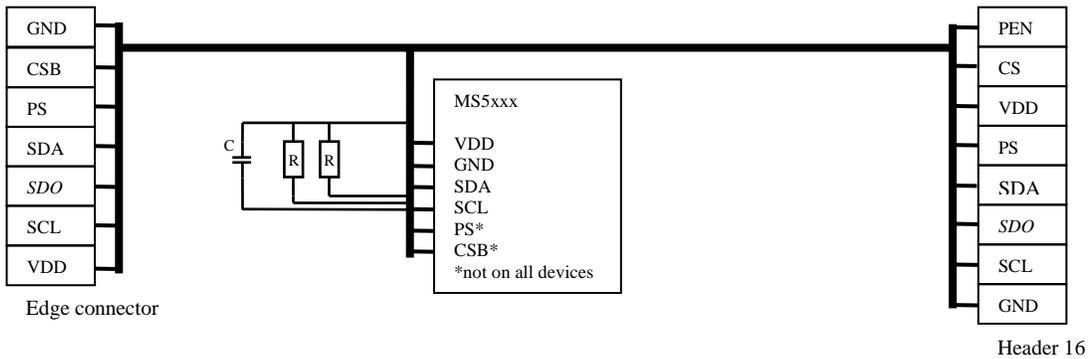 GND
CSB
PS
SDA
SDO
SCL
VDD
Edge connector
C
R
R
MS5xxx
VDD
GND
SDA
SCL
PS*
CSB*
*not on all devices
PEN
CS
VDD
PS
SDA
SDO
SCL
GND
Header 16